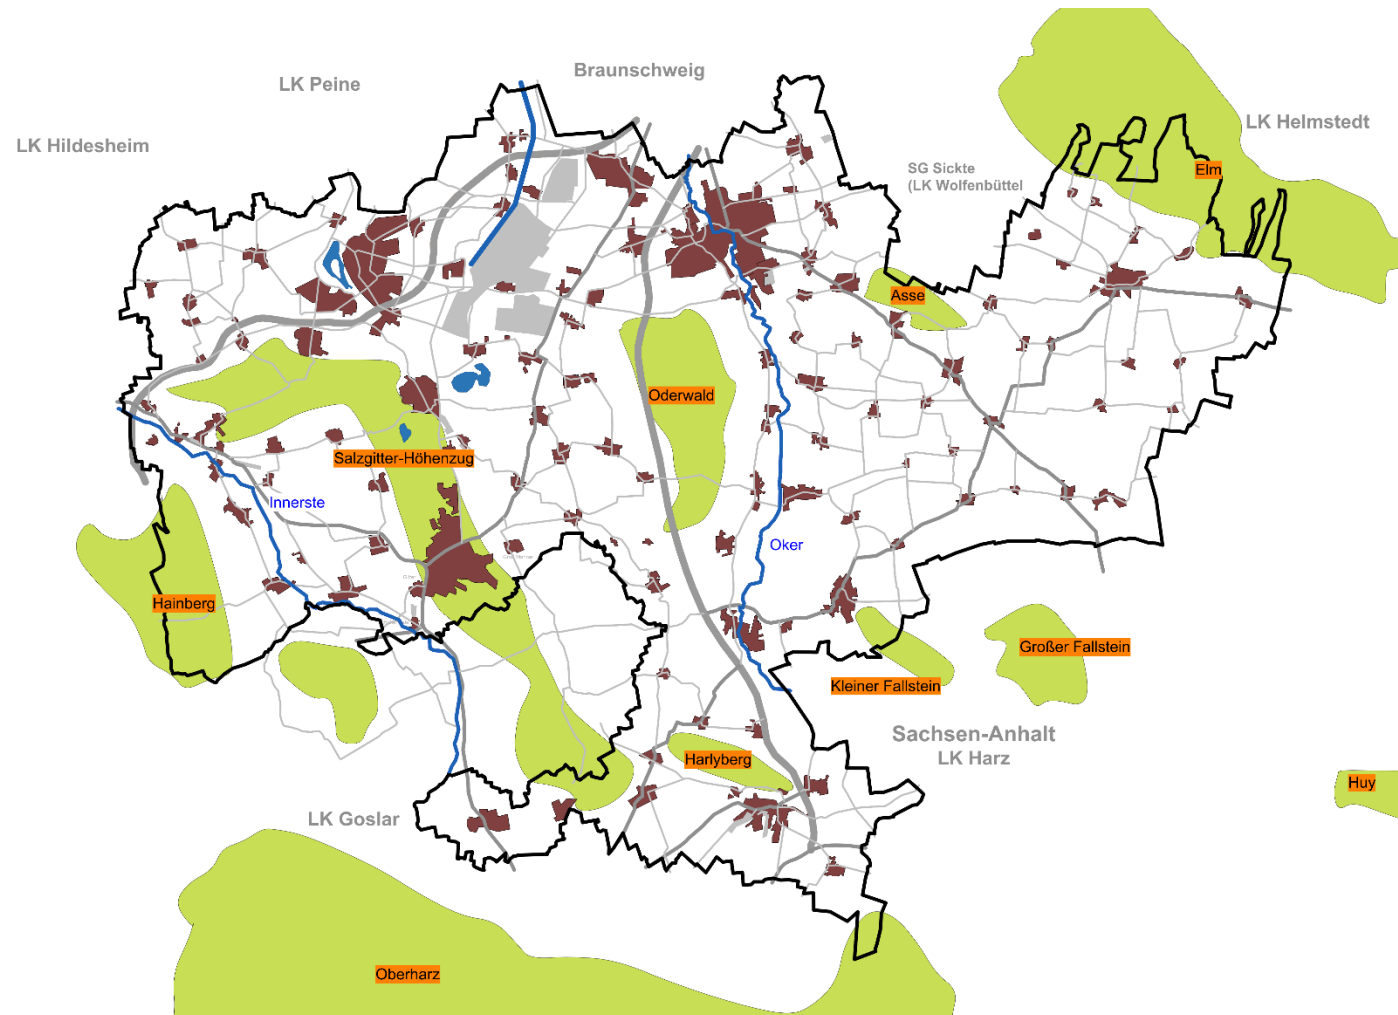 Braunschweig
LK Peine
LK Helmstedt
LK Hildesheim
SG Sickte
(LK Wolfenbüttel
Elm
Asse
Oderwald
Salzgitter-Höhenzug
Innerste
Oker
Hainberg
Großer Fallstein
Kleiner Fallstein
Sachsen-Anhalt
LK Harz
Harlyberg
Huy
LK Goslar
Oberharz